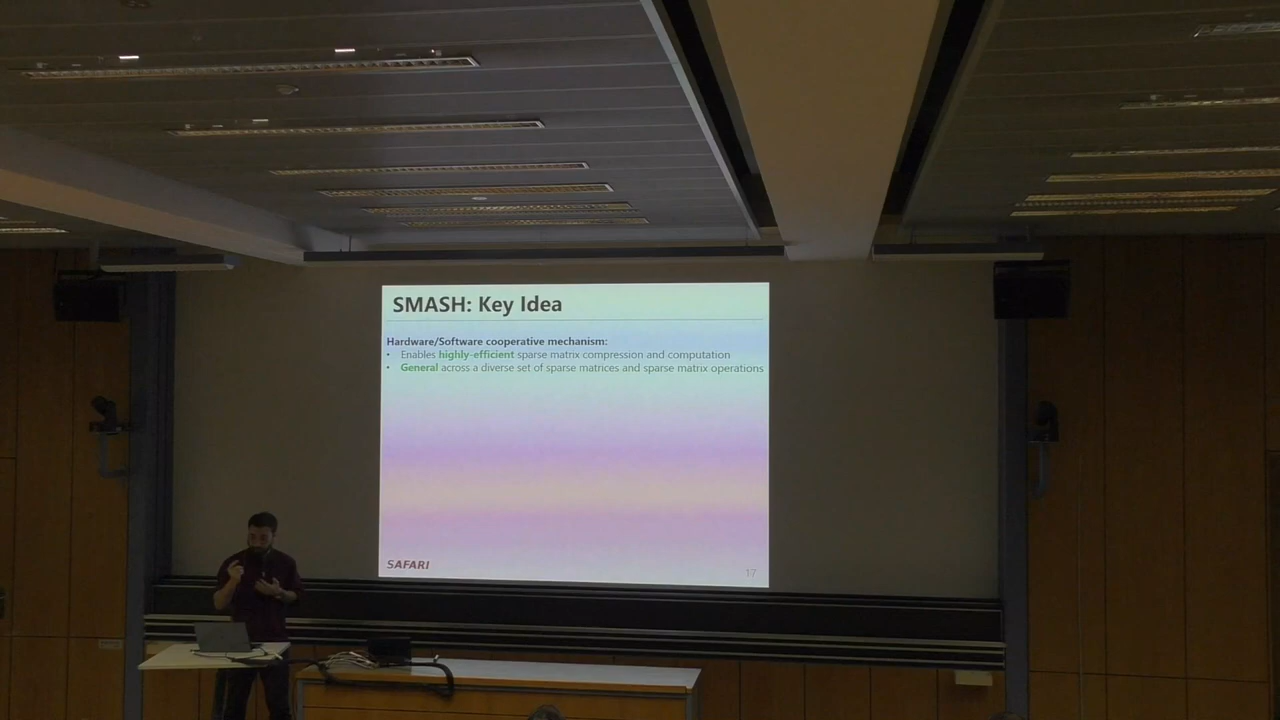 SMASH: Key Idea
Hardware/Software cooperative mechanism:
• Enables highly-efficient sparse matrix compression and computation
• General across a diverse set of sparse matrices and sparse matrix operations
SAFARI
17